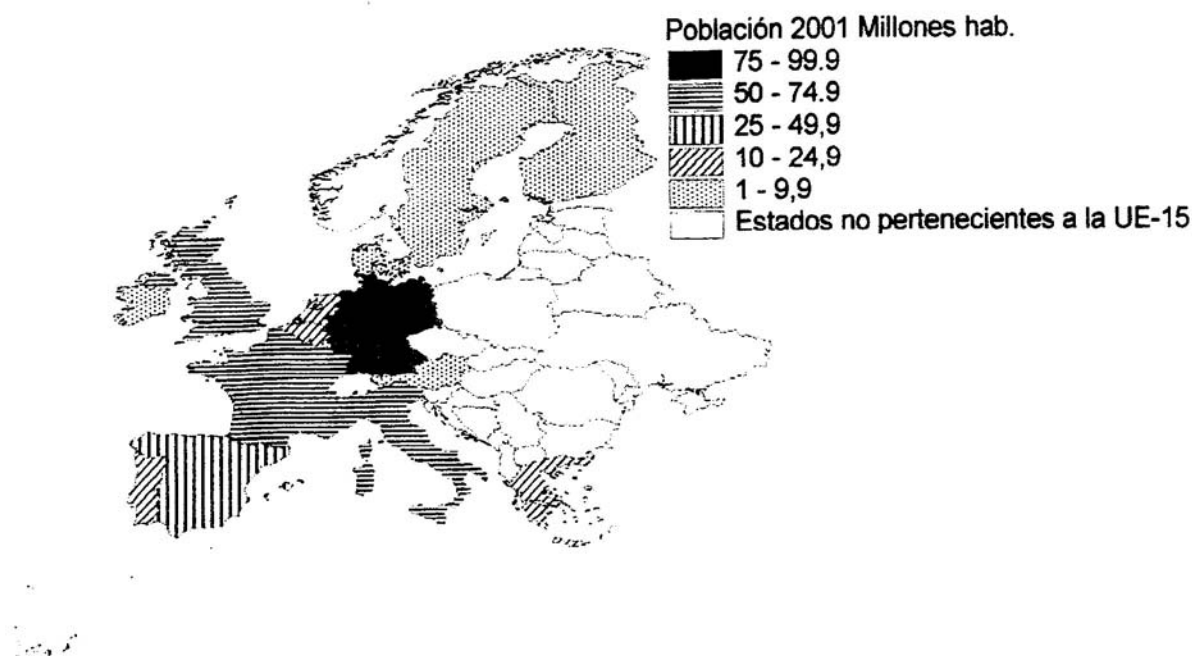 Población 2001 Millones hab.
75 - 99.9
50 - 74.9
25 - 49,9
10 - 24,9
1 - 9,9
Estados no pertenecientes a la UE-15